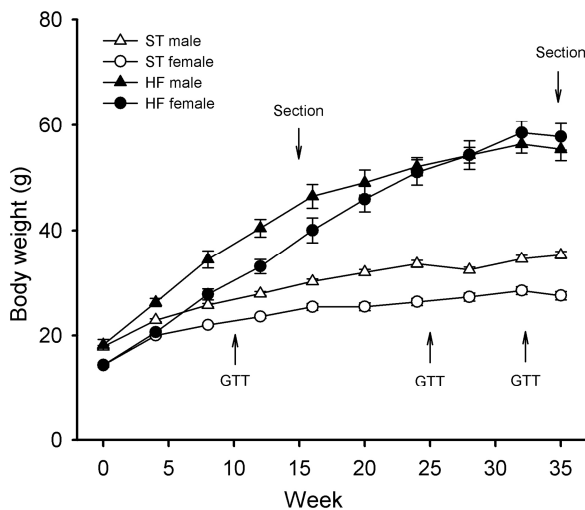 80
60
40
20
0
Body weight (g)
ST male
ST female
HF male
HF female
Section
Section
GTT
GTT
GTT
0 5 10 15 20 25 30 35
Week